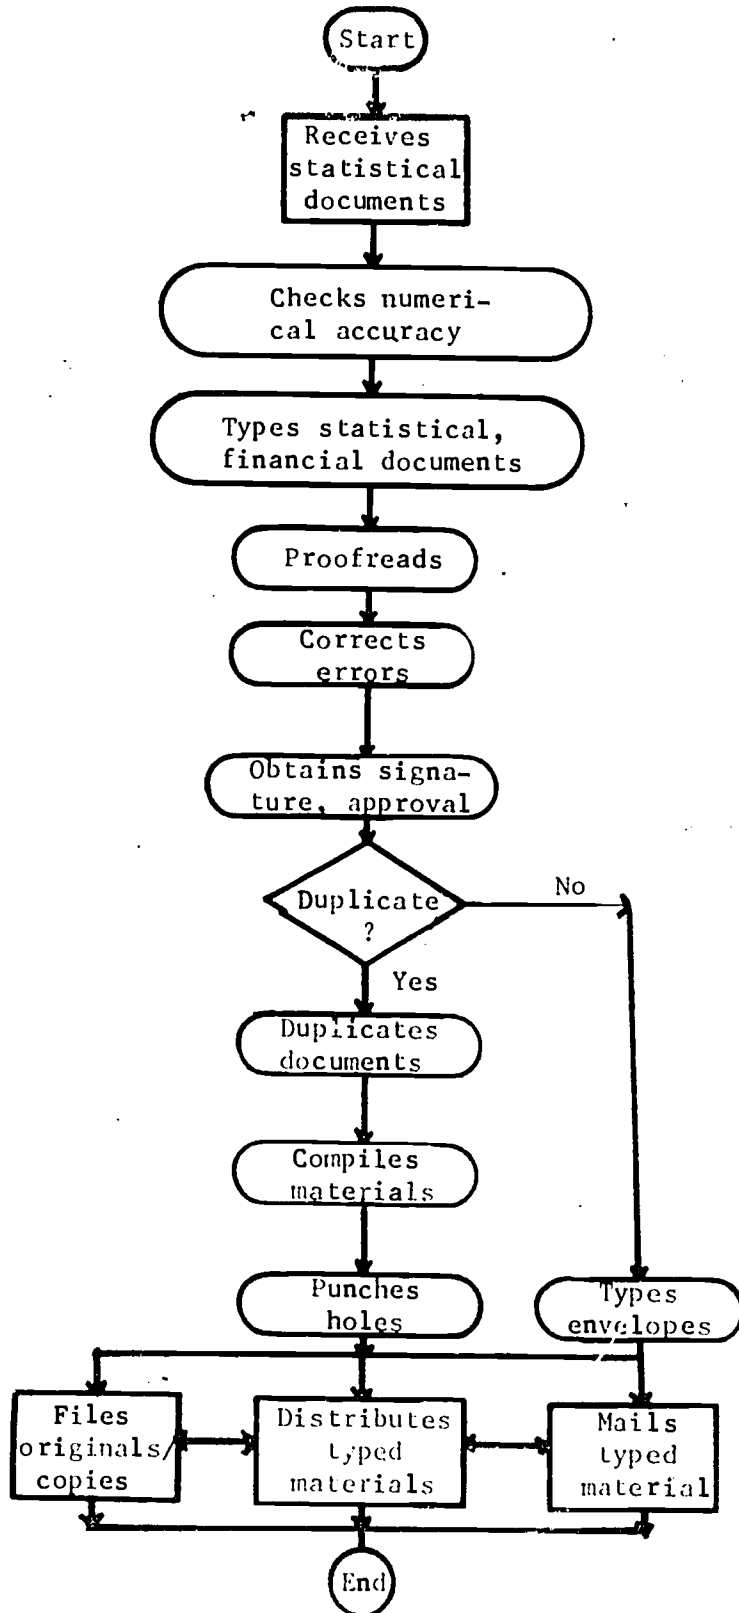 Start
Receives
statistical
documents
Checks numeri-
cal accuracy
Types statistical,
financial documents
Proofreads
Corrects
errors
Obtains signa-
ture, approval
Duplicate
?
No
Yes
Duplicates
documents
Compiles
materials
Punches
holes
Types
envelopes
Files
originals/
copies
Distributes
typed
materials
Mails
typed
material
End